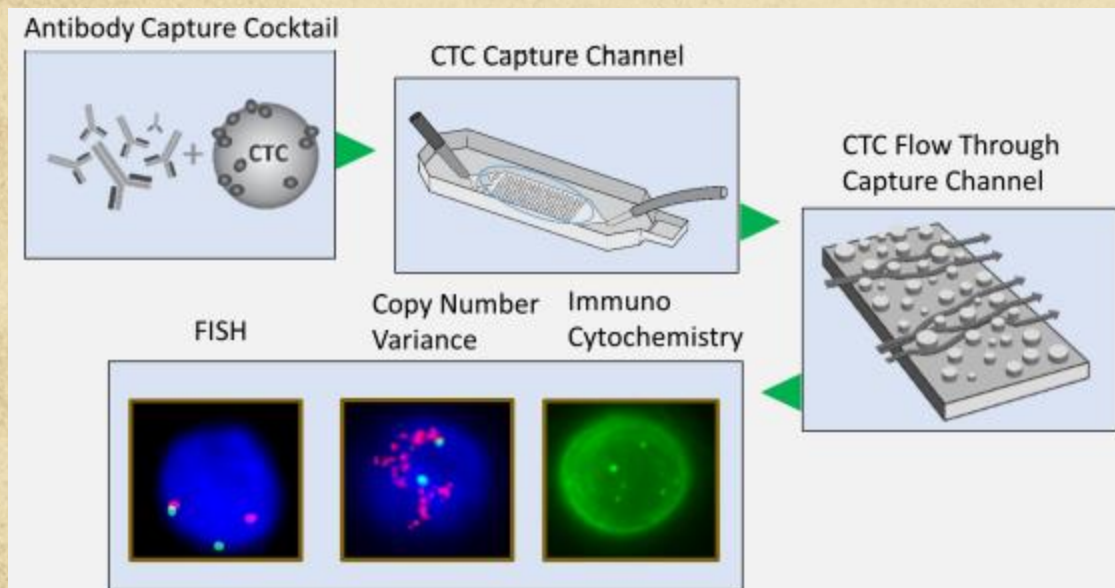 Antibody Capture Cocktail
CTC
CTC Capture Channel
CTC Flow Through
Capture Channel
FISH
Copy Number
Variance
Immuno
Cytochemistry